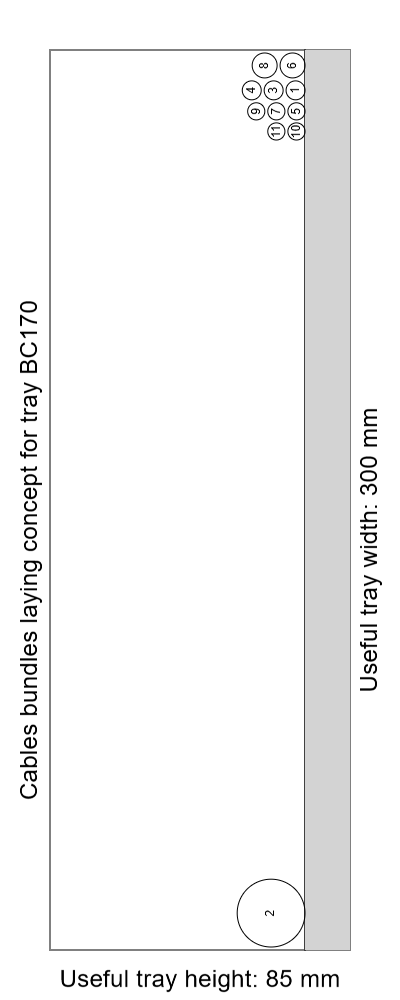 Cables bundles laying concept for tray BC170
8 6
4 3 1
9 7 5
11 10
2
Useful tray width: 300 mm
Useful tray height: 85 mm